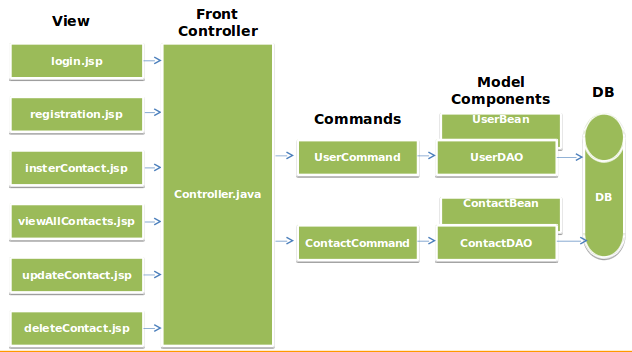 View
Front
Controller
login.jsp
registration.jsp
InsterContact.jsp
viewAllContacts.jsp
updateContact.jsp
deleteContact.jsp
Controller.java
Commands
UserCommand
ContactCommand
Model
Components
UserBean
UserDAO
ContactBean
ContactDAO
DB
DB